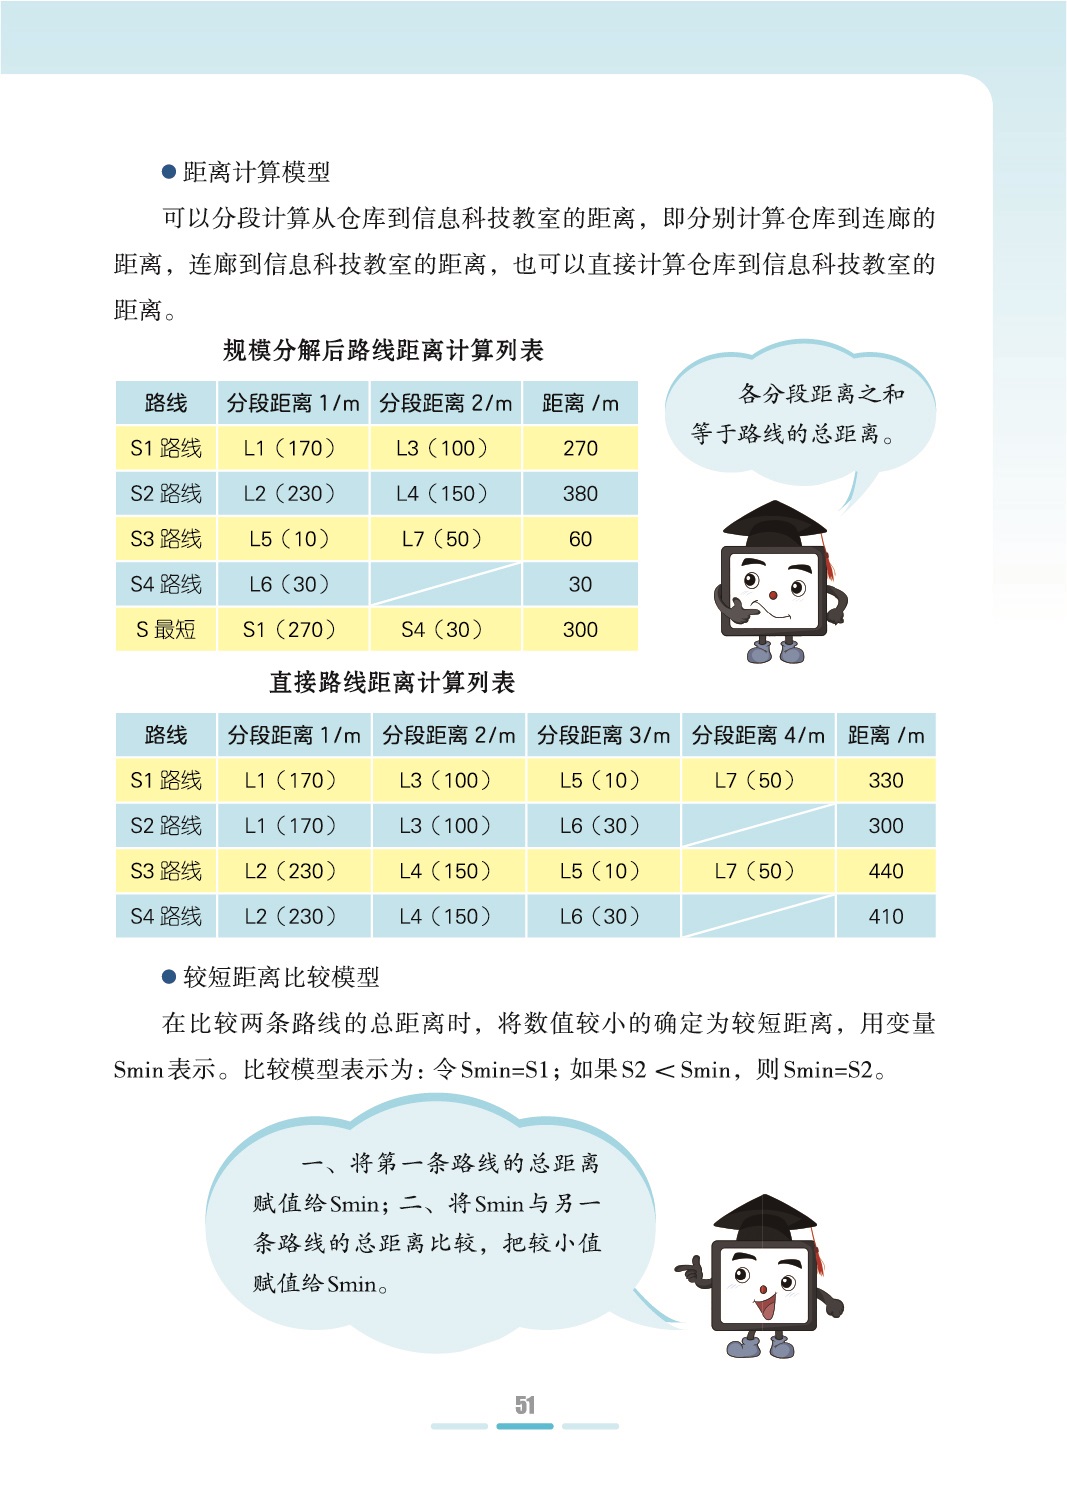 ● 距离计算模型
可以分段计算从仓库到信息科技教室的距离，即分别计算仓库到连廊的
距离，连廊到信息科技教室的距离，也可以直接计算仓库到信息科技教室的
距离。
规模分解后路线距离计算列表
路线 分段距离 1/m 分段距离 2/m 距离 /m
S1 路线 L1（170） L3（100） 270
S2 路线 L2（230） L4（150） 380
S3 路线 L5（10） L7（50） 60
S4 路线 L6（30） 30
S 最短 S1（270） S4（30） 300
各分段距离之和
等于路线的总距离。
直接路线距离计算列表
路线 分段距离 1/m 分段距离 2/m 分段距离 3/m 分段距离 4/m 距离 /m
S1 路线 L1（170） L3（100） L5（10） L7（50） 330
S2 路线 L1（170） L3（100） L6（30） 300
S3 路线 L2（230） L4（150） L5（10） L7（50） 440
S4 路线 L2（230） L4（150） L6（30） 410
● 较短距离比较模型
在比较两条路线的总距离时，将数值较小的确定为较短距离，用变量
Smin 表示。比较模型表示为：令 Smin=S1；如果 S2 < Smin，则 Smin=S2。
一、将第一条路线的总距离
赋值给 Smin；二、将 Smin 与另一
条路线的总距离比较，把较小值
赋值给 Smin。
51